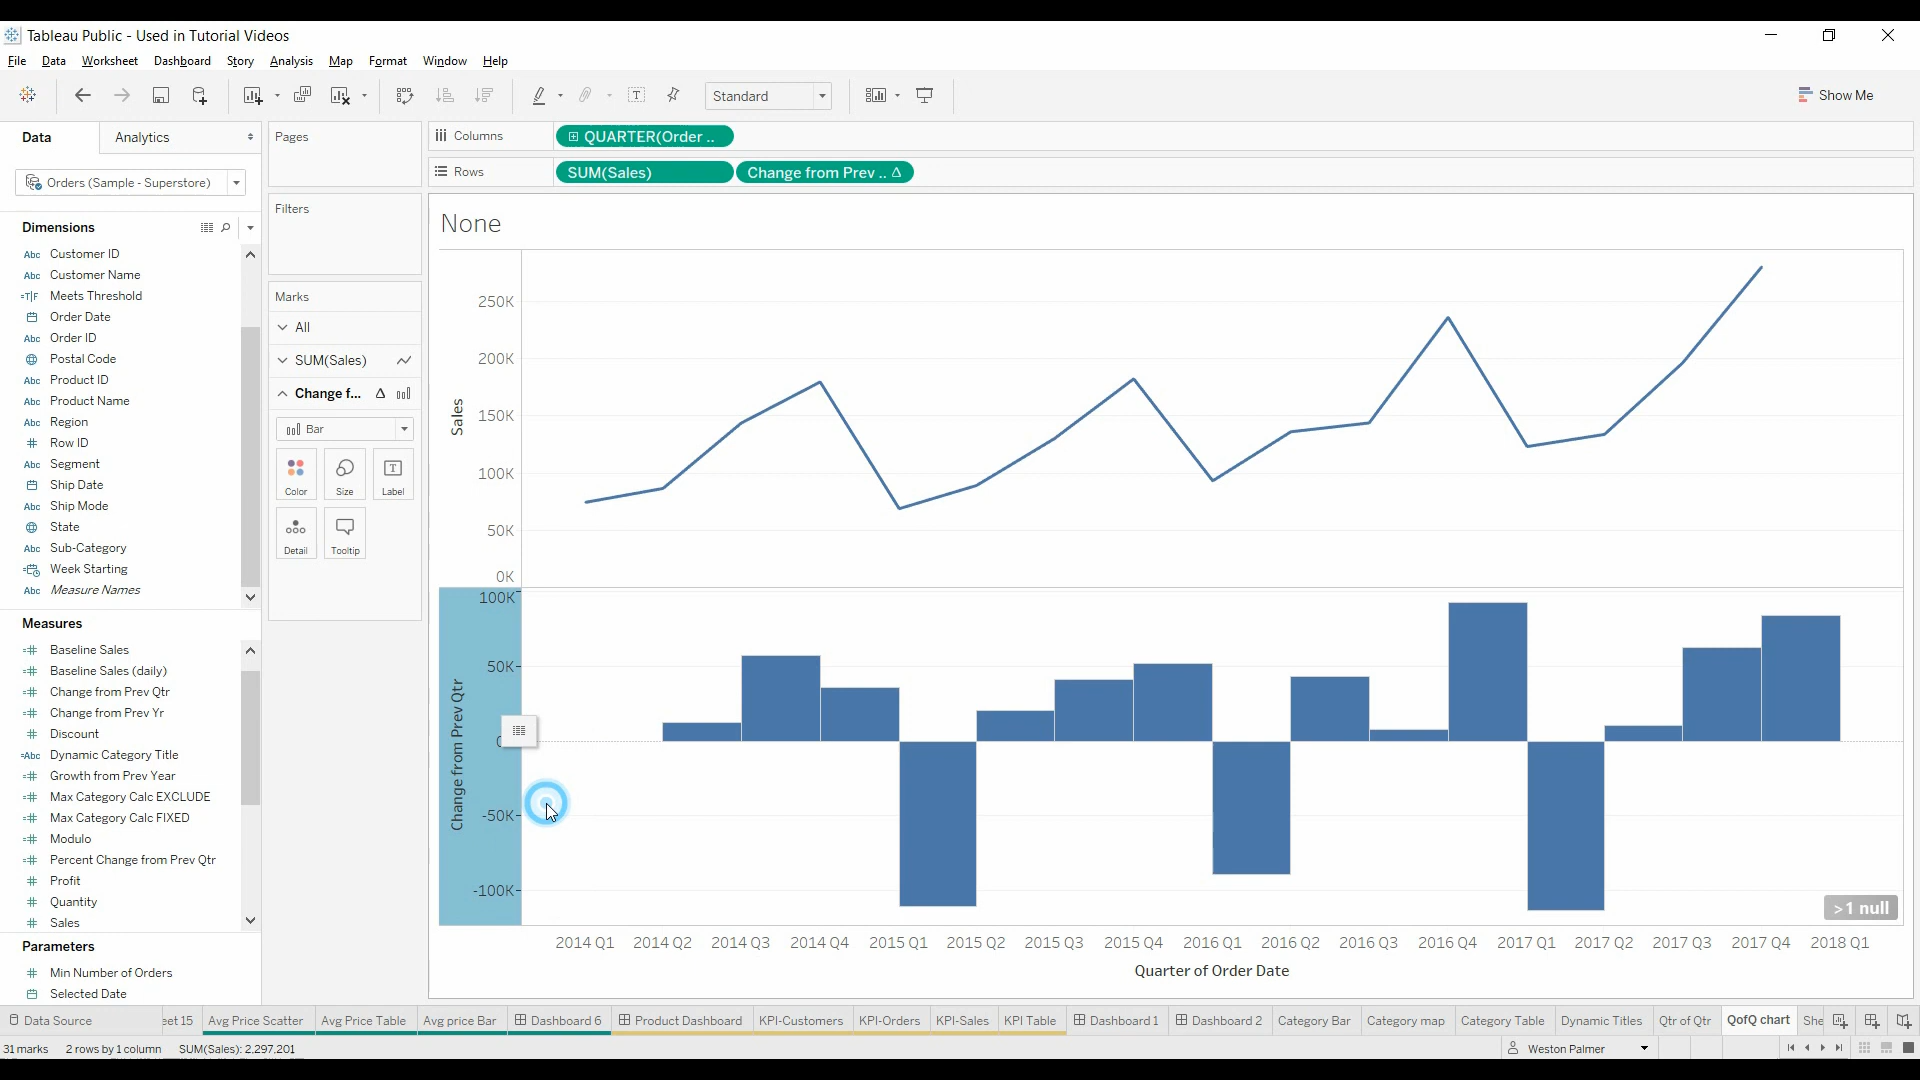 Tableau Public - Used in Tutorial Videos
File Data Worksheet Dashboard Story Analysis Map Format Window Help
Standard
Show Me
Data
Analytics
Orders (Sample - Superstore)
Dimensions
Abc Customer ID
Abc Customer Name
=T|F Meets Threshold
Order Date
Abc Order ID
Postal Code
Abc Product ID
Abc Product Name
Abc Region
# Row ID
Abc Segment
Ship Date
Abc Ship Mode
State
Abc Sub-Category
Week Starting
Abc Measure Names
Measures
=# Baseline Sales
=# Baseline Sales (daily)
=# Change from Prev Qtr
=# Change from Prev Yr
# Discount
=Abc Dynamic Category Title
=# Growth from Prev Year
=# Max Category Calc EXCLUDE
=# Max Category Calc FIXED
=# Modulo
=# Percent Change from Prev Qtr
# Profit
# Quantity
# Sales
Parameters
# Min Number of Orders
Selected Date
Pages
Filters
Marks
All
SUM(Sales)
Change f... Δ
Bar
Color
Size
Label
Detail
Tooltip
Columns
QUARTER(Order ..
Rows
SUM(Sales)
Change from Prev .. Δ
None
Sales
250K
200K
150K
100K
50K
0K
Change from Prev Qtr
100K
50K
-50K
-100K
>1 null
2014 Q1 2014 Q2 2014 Q3 2014 Q4 2015 Q1 2015 Q2 2015 Q3 2015 Q4 2016 Q1 2016 Q2 2016 Q3 2016 Q4 2017 Q1 2017 Q2 2017 Q3 2017 Q4 2018 Q1
Quarter of Order Date
Data Source
eet 15
Avg Price Scatter
Avg Price Table
Avg price Bar
Dashboard 6
Product Dashboard
KPI-Customers
KPI-Orders
KPI-Sales
KPI Table
Dashboard 1
Dashboard 2
Category Bar
Category map
Category Table
Dynamic Titles
Qtr of Qtr
QofQ chart
She
31 marks
2 rows by 1 column
SUM(Sales): 2,297,201
Weston Palmer